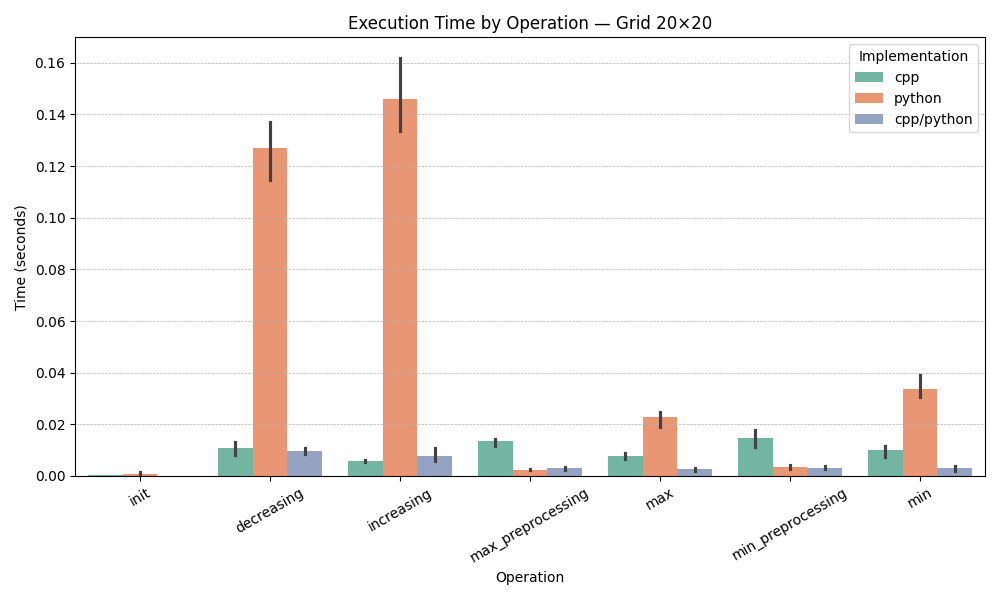 Execution Time by Operation — Grid 20×20
Implementation
cpp
python
cpp/python
Time (seconds)
0.16
0.14
0.12
0.10
0.08
0.06
0.04
0.02
0.00
init
decreasing
increasing
max_preprocessing
max
min_preprocessing
min
Operation